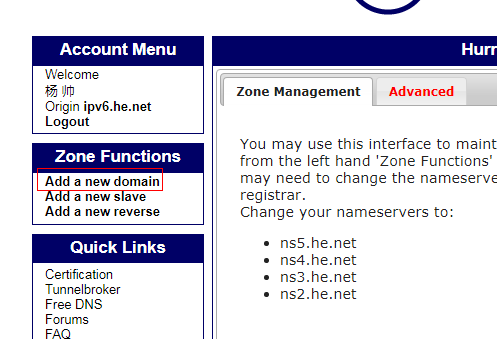 Account Menu
Welcome
杨 帅
Origin ipv6.he.net
Logout
Zone Functions
Add a new domain
Add a new slave
Add a new reverse
Quick Links
Certification
Tunnelbroker
Free DNS
Forums
FAQ
Hurr
Zone Management
Advanced
You may use this interface to maint
from the left hand 'Zone Functions'
may need to change the nameserve
registrar.
Change your nameservers to:
ns5.he.net
ns4.he.net
ns3.he.net
ns2.he.net